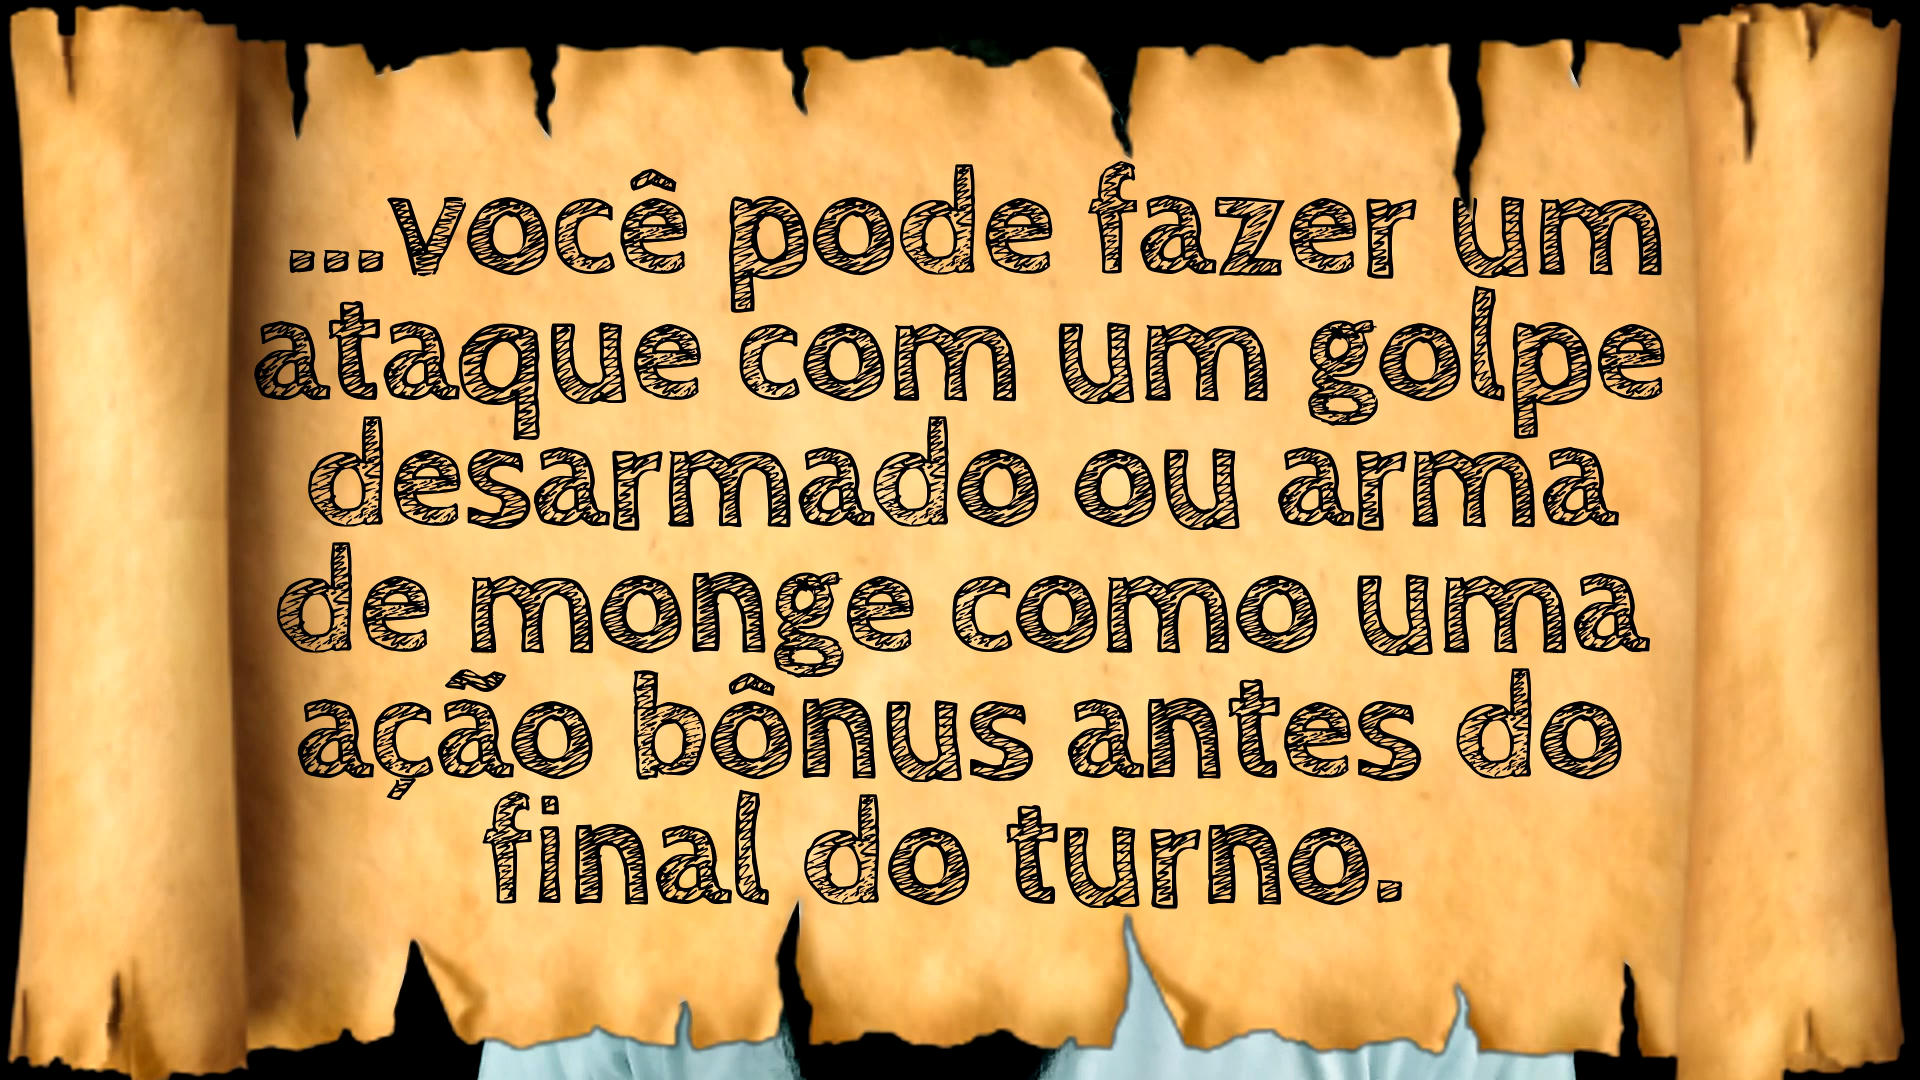 ...você pode fazer um
ataque com um golpe
desarmado ou arma
de monge como uma
ação bônus antes do
final do turno.